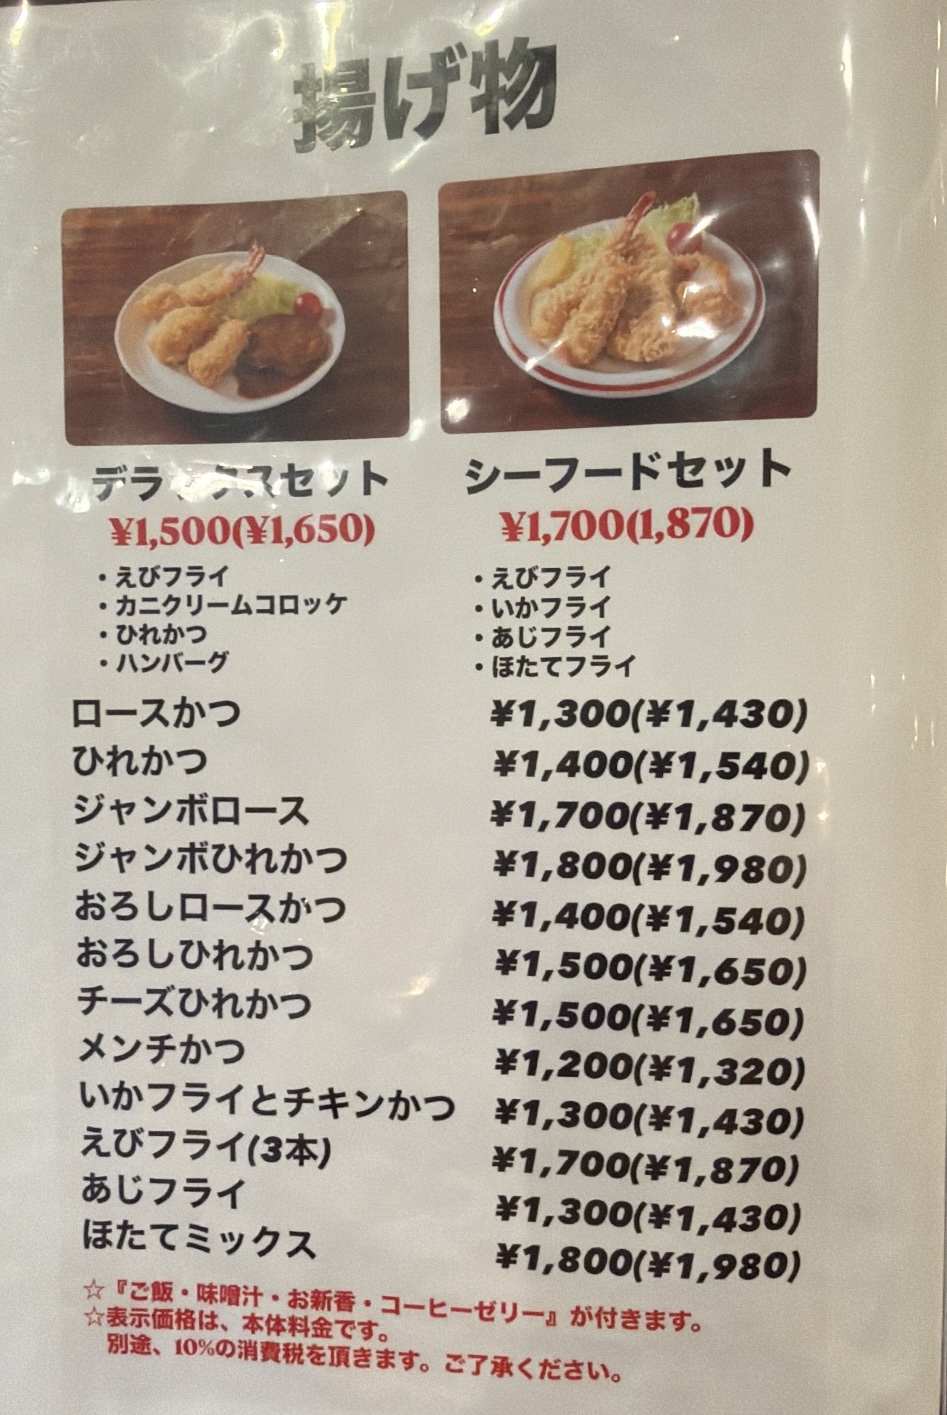 揚げ物
デラックスセット
¥1,500(¥1,650)
・えびフライ
・カニクリームコロッケ
・ひれかつ
・ハンバーグ
シーフードセット
¥1,700(1,870)
・えびフライ
・いかフライ
・あじフライ
・ほたてフライ
ロースかつ ¥1,300(¥1,430)
ひれかつ ¥1,400(¥1,540)
ジャンボロース ¥1,700(¥1,870)
ジャンボひれかつ ¥1,800(¥1,980)
おろしロースかつ ¥1,400(¥1,540)
おろしひれかつ ¥1,500(¥1,650)
チーズひれかつ ¥1,500(¥1,650)
メンチかつ ¥1,200(¥1,320)
いかフライとチキンかつ ¥1,300(¥1,430)
えびフライ(3本) ¥1,700(¥1,870)
あじフライ ¥1,300(¥1,430)
ほたてミックス ¥1,800(¥1,980)
☆『ご飯・味噌汁・お新香・コーヒーゼリー』が付きます。
☆表示価格は、本体料金です。
別途、10%の消費税を頂きます。ご了承ください。